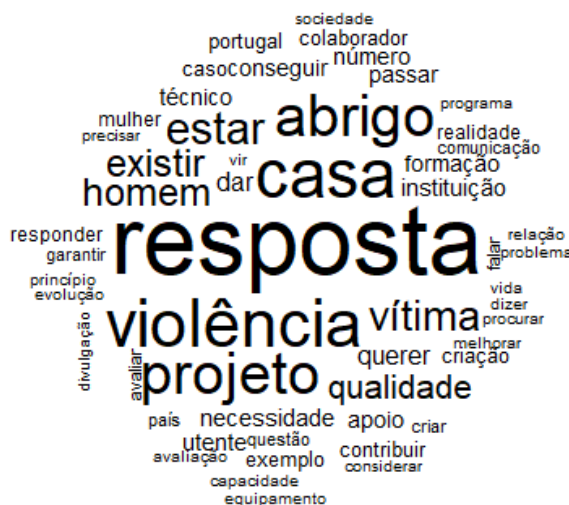 sociedade
portugal colaborador
caso conseguir número
passar
técnico abrigo programa
mulher estar realidade
precisar comunicação
existir vir casa formação
homem dar instituição
responder resposta falar relação
garantir problema
princípio vida
evolução dizer
violência vítima procurar
divulgação avaliar projeto querer criação melhorar
qualidade
país necessidade apoio criar
utente questão contribuir
avaliação exemplo considerar
capacidade
equipamento